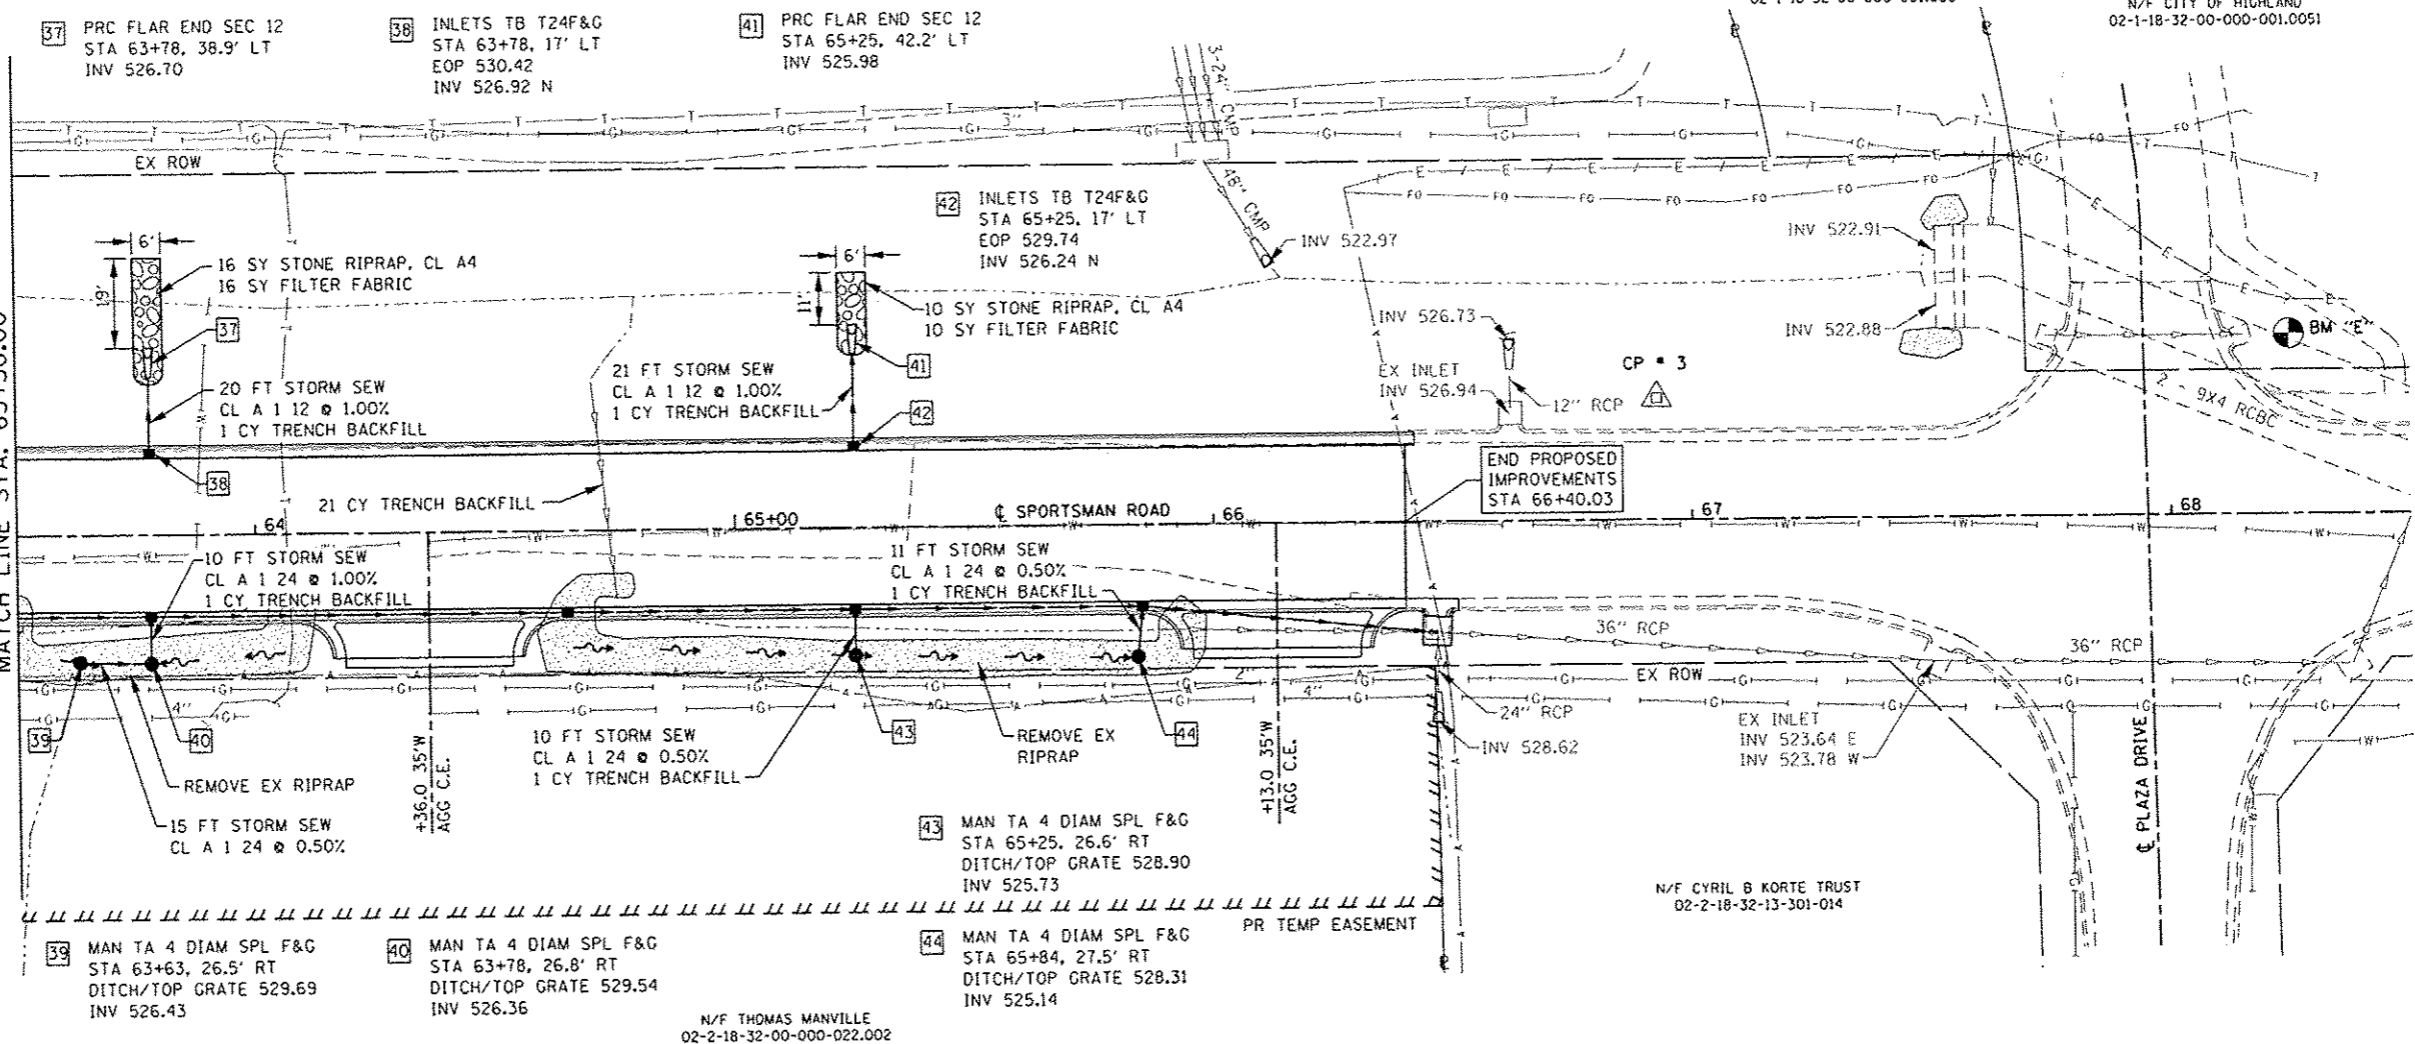 37 PRC FLAR END SEC 12
STA 63+78, 38.9' LT
INV 526.70
38 INLETS TB T24F&G
STA 63+78, 17' LT
EOP 530.42
INV 526.92 N
41 PRC FLAR END SEC 12
STA 65+25, 42.2' LT
INV 525.98
N/F CITY OF HIGHLAND
02-1-18-32-00-000-001.0051
3-24" CMP
3"
EX ROW
48" CMP
42 INLETS TB T24F&G
STA 65+25, 17' LT
EOP 529.74
INV 526.24 N
INV 522.97
INV 522.91
6'
19'
16 SY STONE RIPRAP, CL A4
16 SY FILTER FABRIC
37
6'
11'
10 SY STONE RIPRAP, CL A4
10 SY FILTER FABRIC
41
INV 526.73
INV 522.88
BM "E"
CP # 3
20 FT STORM SEW
CL A 1 12 @ 1.00%
1 CY TRENCH BACKFILL
21 FT STORM SEW
CL A 1 12 @ 1.00%
1 CY TRENCH BACKFILL
42
EX INLET
INV 526.94
12" RCP
2 - 9X4 RCBC
38
21 CY TRENCH BACKFILL
END PROPOSED
IMPROVEMENTS
STA 66+40.03
64
65+00
℄ SPORTSMAN ROAD
66
67
68
10 FT STORM SEW
CL A 1 24 @ 1.00%
1 CY TRENCH BACKFILL
11 FT STORM SEW
CL A 1 24 @ 0.50%
1 CY TRENCH BACKFILL
36" RCP
36" RCP
EX ROW
4"
2"
4"
24" RCP
39
40
43
44
INV 528.62
EX INLET
INV 523.64 E
INV 523.78 W
REMOVE EX RIPRAP
10 FT STORM SEW
CL A 1 24 @ 0.50%
1 CY TRENCH BACKFILL
REMOVE EX
RIPRAP
+36.0 35'W
AGG C.E.
+13.0 35'W
AGG C.E.
℄ PLAZA DRIVE
15 FT STORM SEW
CL A 1 24 @ 0.50%
43 MAN TA 4 DIAM SPL F&G
STA 65+25, 26.6' RT
DITCH/TOP GRATE 528.90
INV 525.73
N/F CYRIL B KORTE TRUST
02-2-18-32-13-301-014
PR TEMP EASEMENT
39 MAN TA 4 DIAM SPL F&G
STA 63+63, 26.5' RT
DITCH/TOP GRATE 529.69
INV 526.43
40 MAN TA 4 DIAM SPL F&G
STA 63+78, 26.8' RT
DITCH/TOP GRATE 529.54
INV 526.36
44 MAN TA 4 DIAM SPL F&G
STA 65+84, 27.5' RT
DITCH/TOP GRATE 528.31
INV 525.14
N/F THOMAS MANVILLE
02-2-18-32-00-000-022.002
MATCH LINE STA.